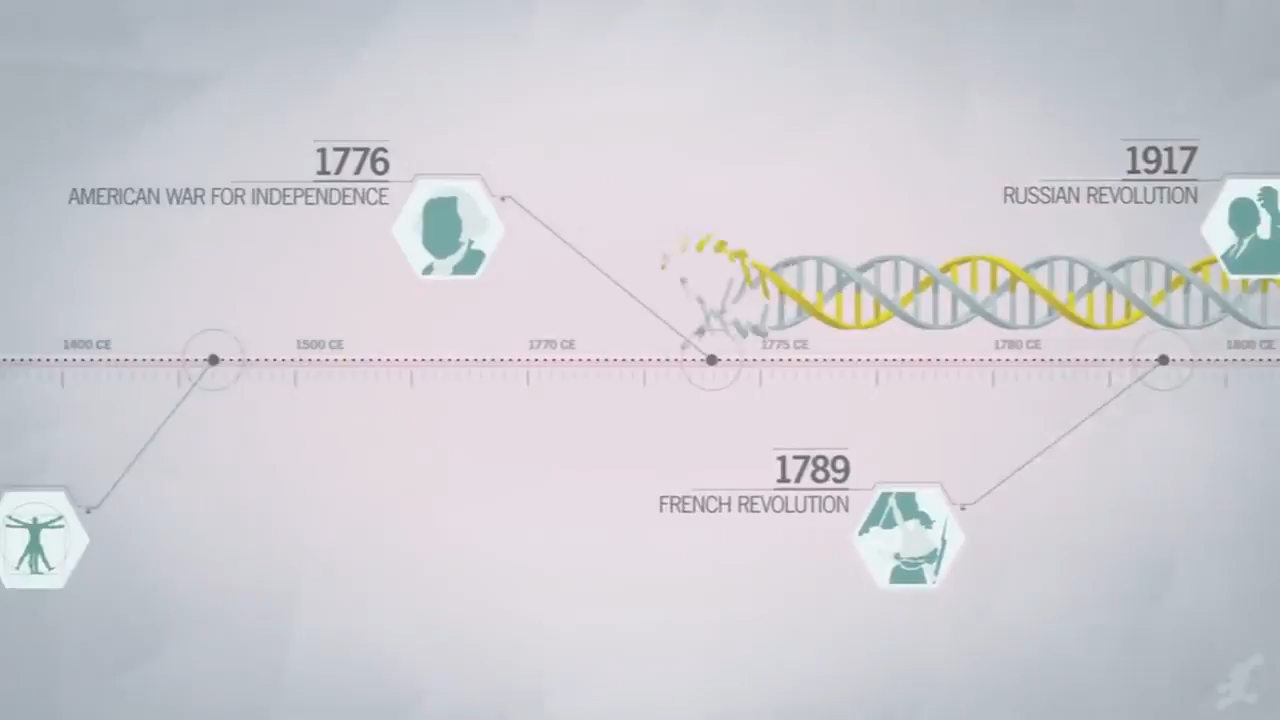 1776
AMERICAN WAR FOR INDEPENDENCE
1917
RUSSIAN REVOLUTION
1400 CE
1500 CE
1770 CE
1775 CE
1780 CE
1800 CE
1789
FRENCH REVOLUTION